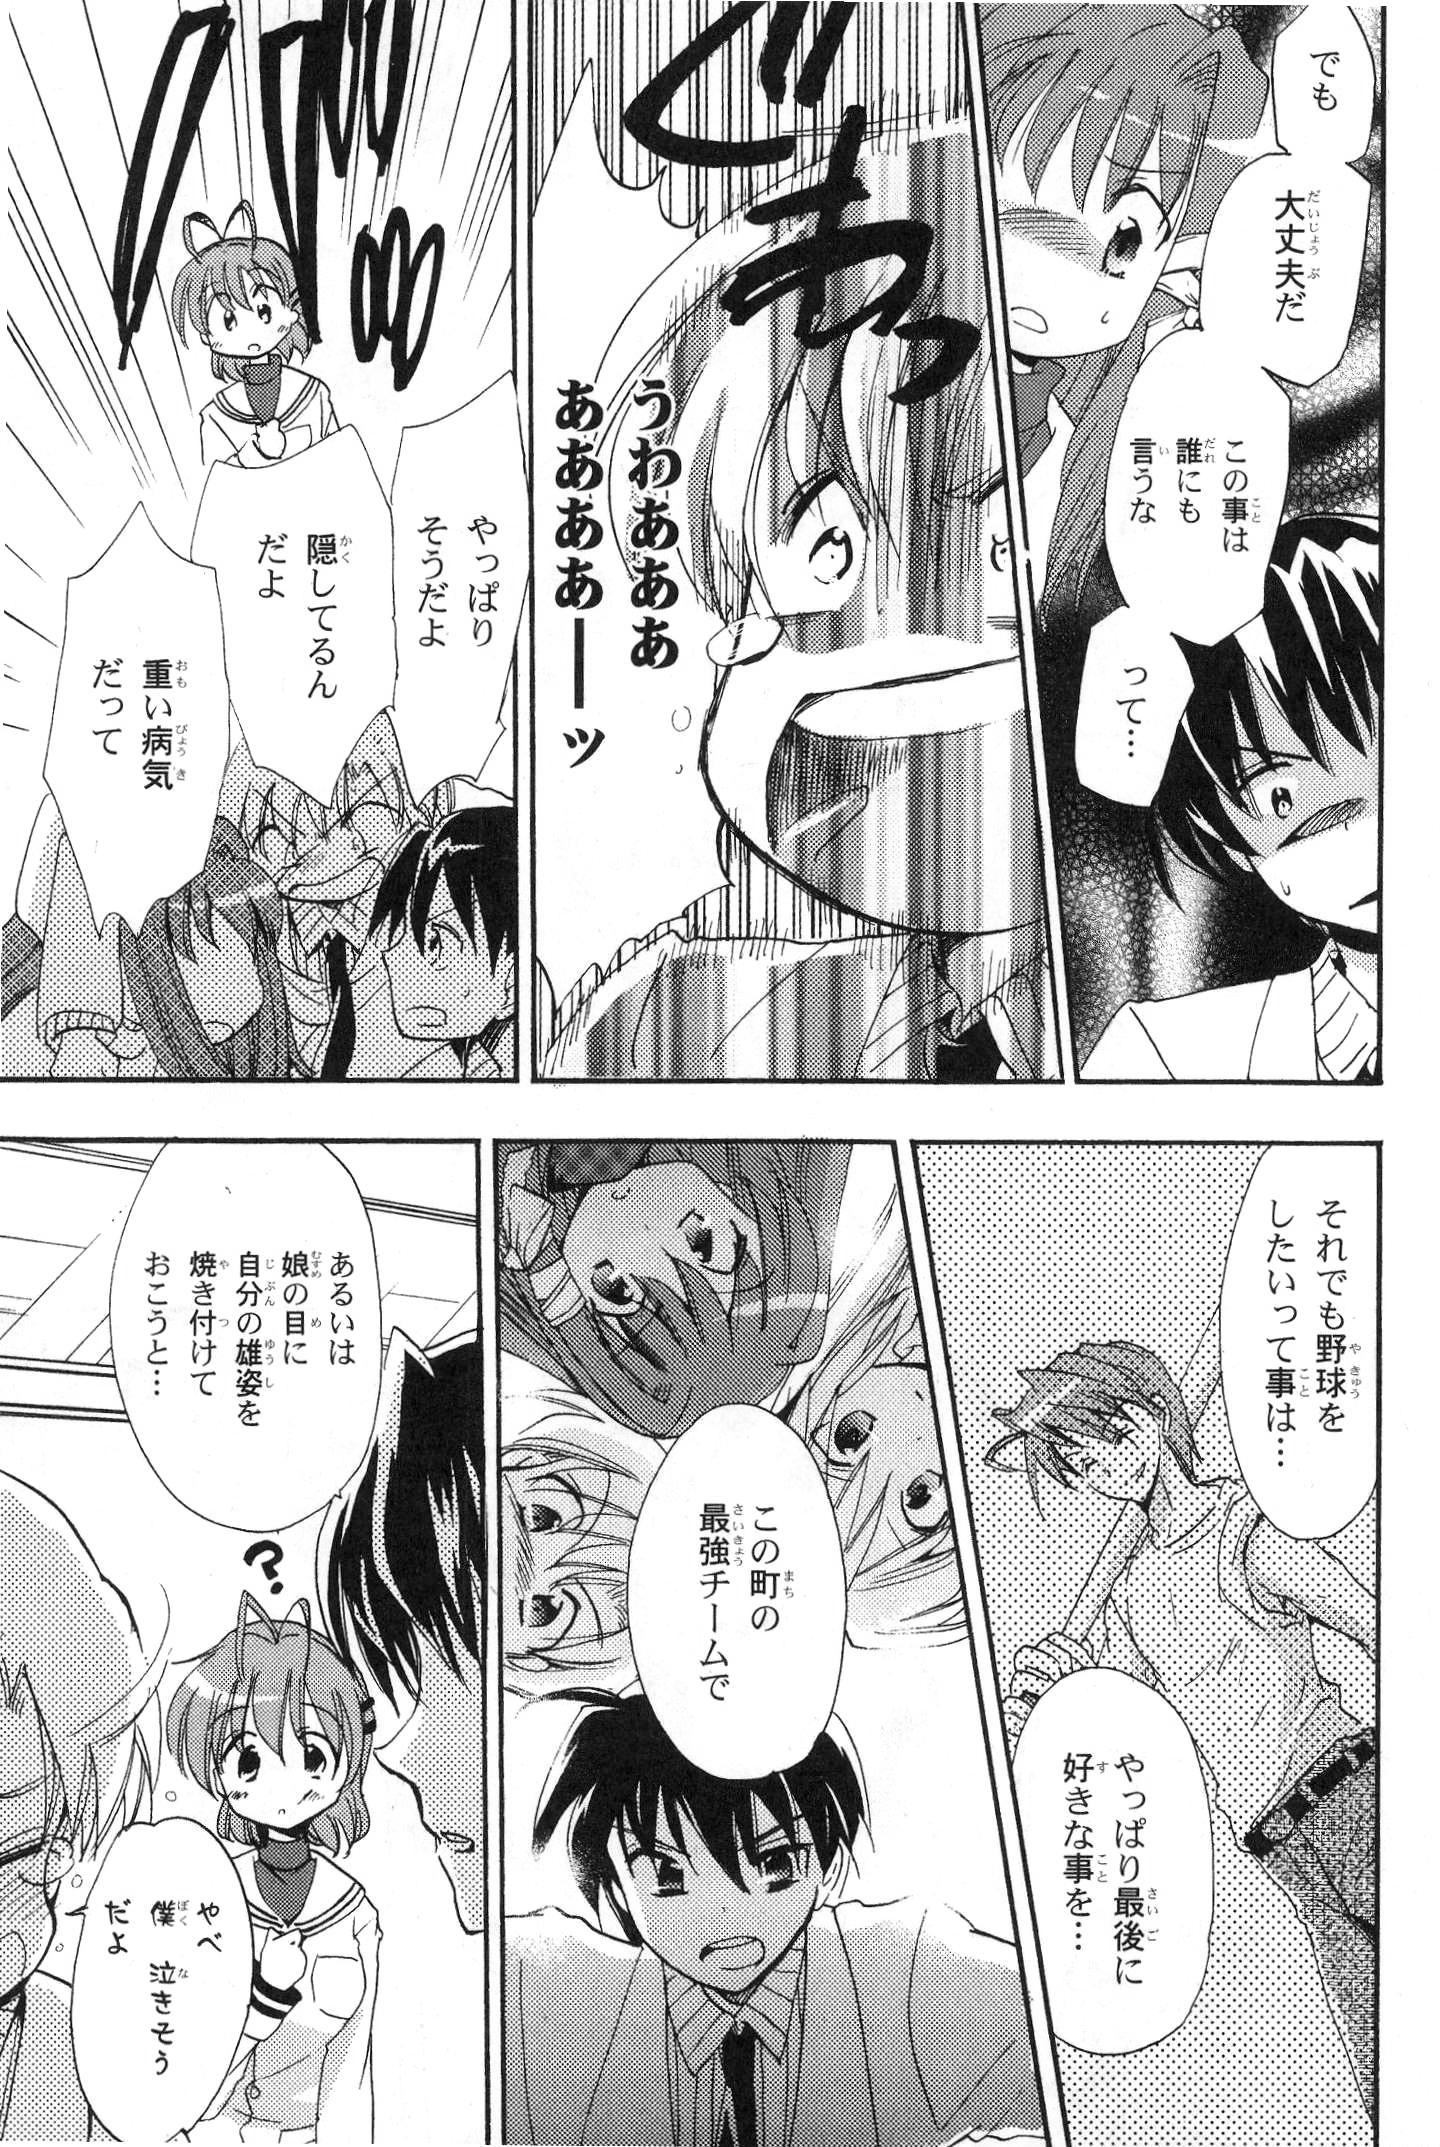 でも
大丈夫だ
この事は
誰にも
言うな
って…
うわぁぁぁぁ
ああああぁーッ
やっぱり
そうだよ
隠してるん
だよ
重い病気
だって
それでも野球を
したいって事は…
やっぱり最後に
好きな事を…
この町の
最強チームで
あるいは
娘の目に
自分の雄姿を
焼き付けて
おこうと…
?
やべ
僕 泣きそう
だよ